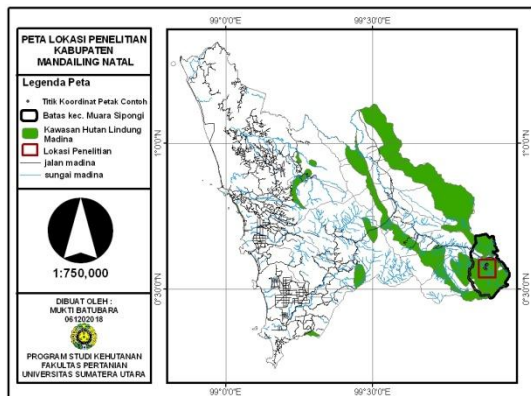 PETA LOKASI PENELITIAN
KABUPATEN
MANDAILING NATAL
Legenda Peta
Titik Koordinat Petak Contoh
Batas kec. Muara Sipongi
Kawasan Hutan Lindung
Madina
Lokasi Penelitian
jalan madina
sungai madina
1:750,000
DIBUAT OLEH :
MUKTI BATUBARA
061202018
PROGRAM STUDI KEHUTANAN
FAKULTAS PERTANIAN
UNIVERSITAS SUMATERA UTARA
99°0'0"E
99°30'0"E
1°0'0"N
1°0'0"N
0°30'0"N
0°30'0"N
99°0'0"E
99°30'0"E